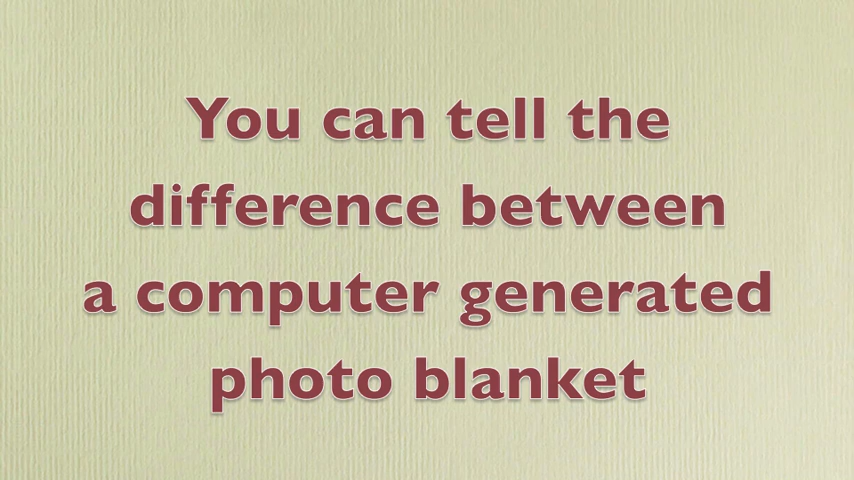 You can tell the
difference between
a computer generated
photo blanket